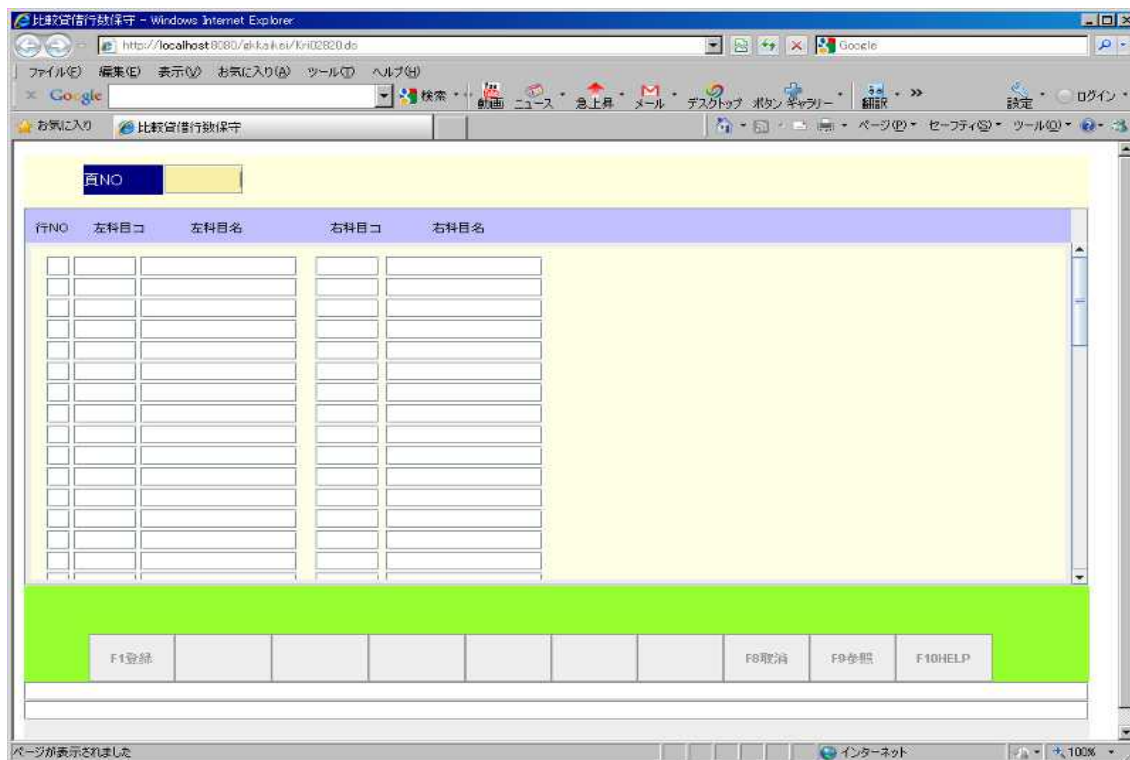 比較貸借行数保守 - Windows Internet Explorer
http://localhost:8080/gkkaikei/Kri02820.do
Google
ファイル(F) 編集(E) 表示(V) お気に入り(A) ツール(T) ヘルプ(H)
× Google 検索 動画 ニュース 急上昇 メール デスクトップ ボタン ギャラリー 翻訳 » 設定 ログイン
お気に入り 比較貸借行数保守 ページ(P) セーフティ(S) ツール(O)
頁NO
行NO 左科目コ 左科目名 右科目コ 右科目名
F1登録 F8取消 F9参照 F10HELP
ページが表示されました インターネット 100%